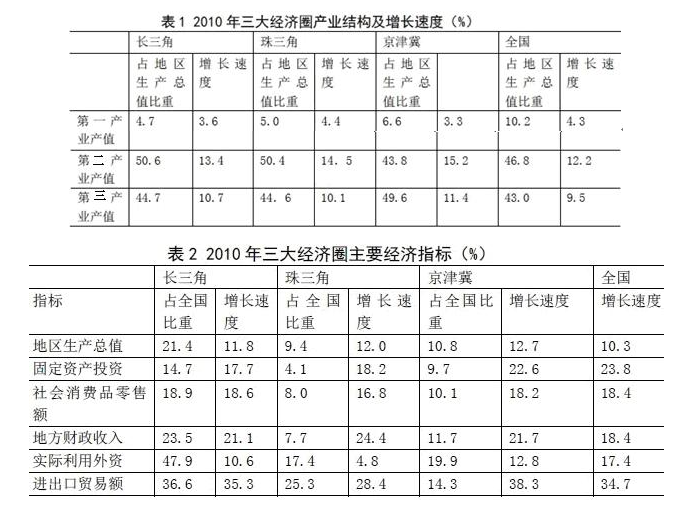 表 1 2010 年三大经济圈产业结构及增长速度（%）
长三角 珠三角 京津冀 全国
占地区生产总值比重 增长速度 占地区生产总值比重 增长速度 占地区生产总值比重 占地区生产总值比重 增长速度
第一产业产值 4.7 3.6 5.0 4.4 6.6 3.3 10.2 4.3
第二产业产值 50.6 13.4 50.4 14.5 43.8 15.2 46.8 12.2
第三产业产值 44.7 10.7 44.6 10.1 49.6 11.4 43.0 9.5
表 2 2010 年三大经济圈主要经济指标（%）
长三角 珠三角 京津冀 全国
指标 占全国比重 增长速度 占全国比重 增长速度 占全国比重 增长速度 增长速度
地区生产总值 21.4 11.8 9.4 12.0 10.8 12.7 10.3
固定资产投资 14.7 17.7 4.1 18.2 9.7 22.6 23.8
社会消费品零售额 18.9 18.6 8.0 16.8 10.1 18.2 18.4
地方财政收入 23.5 21.1 7.7 24.4 11.7 21.7 18.4
实际利用外资 47.9 10.6 17.4 4.8 19.9 12.8 17.4
进出口贸易额 36.6 35.3 25.3 28.4 14.3 38.3 34.7